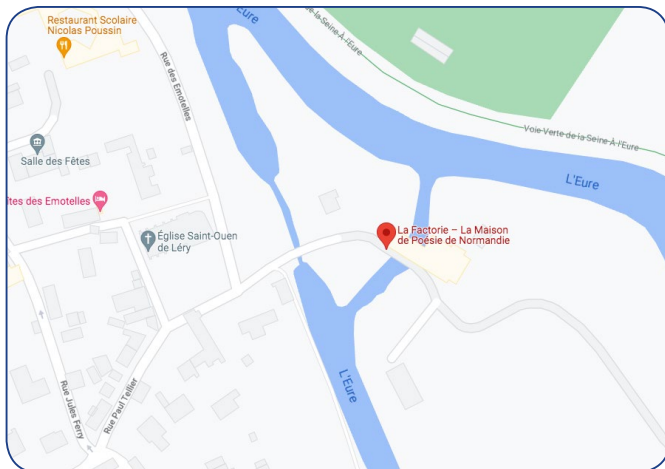 Restaurant Scolaire
Nicolas Poussin
Eure
de la Seine À l'Eure
Rue des Emotelles
Voie Verte de la Seine À l'Eure
Salle des Fêtes
L'Eure
tes des Emotelles
La Factorie – La Maison
de Poésie de Normandie
Église Saint-Ouen
de Léry
L'Eure
Rue Jules Ferry
Rue Paul Teillier